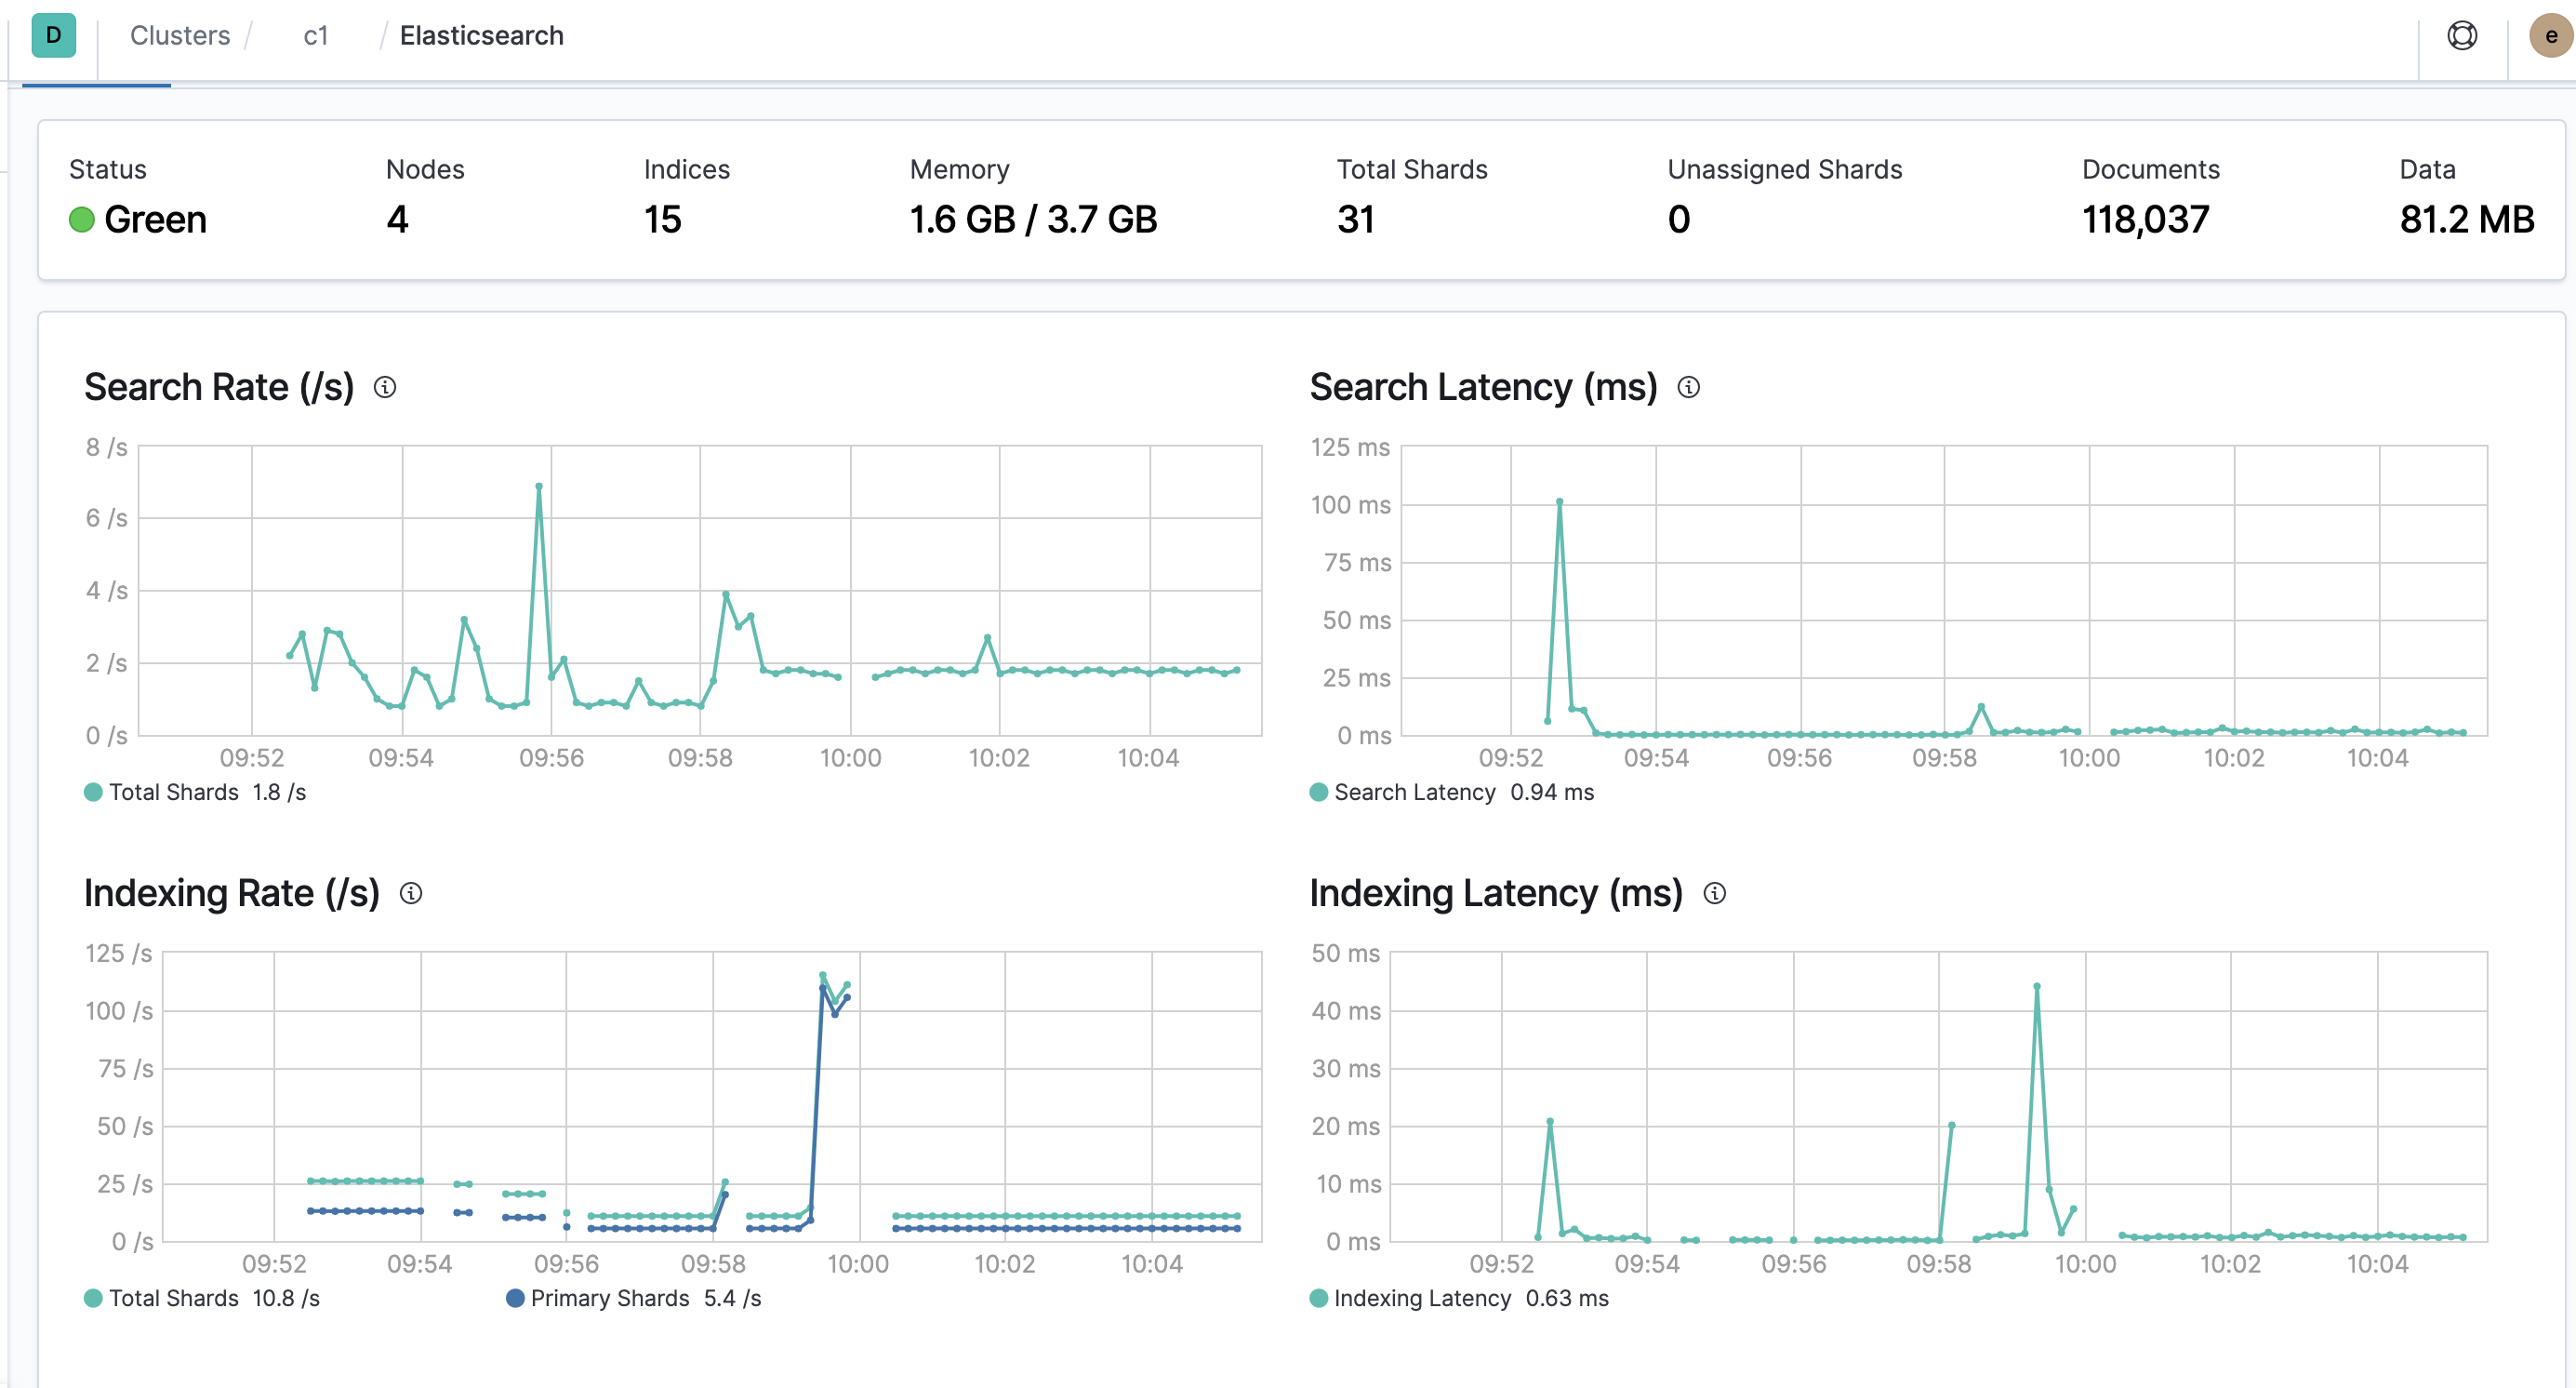 D Clusters / c1 / Elasticsearch e
Status Nodes Indices Memory Total Shards Unassigned Shards Documents Data
Green 4 15 1.6 GB / 3.7 GB 31 0 118,037 81.2 MB
Search Rate (/s)
8 /s
6 /s
4 /s
2 /s
0 /s
09:52 09:54 09:56 09:58 10:00 10:02 10:04
Total Shards 1.8 /s
Search Latency (ms)
125 ms
100 ms
75 ms
50 ms
25 ms
0 ms
09:52 09:54 09:56 09:58 10:00 10:02 10:04
Search Latency 0.94 ms
Indexing Rate (/s)
125 /s
100 /s
75 /s
50 /s
25 /s
0 /s
09:52 09:54 09:56 09:58 10:00 10:02 10:04
Total Shards 10.8 /s Primary Shards 5.4 /s
Indexing Latency (ms)
50 ms
40 ms
30 ms
20 ms
10 ms
0 ms
09:52 09:54 09:56 09:58 10:00 10:02 10:04
Indexing Latency 0.63 ms